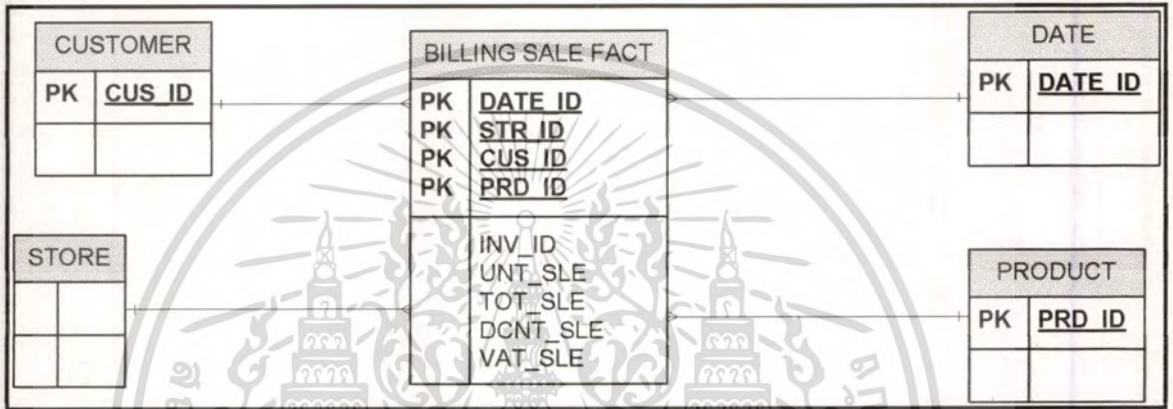 CUSTOMER
PK CUS_ID
BILLING SALE FACT
PK DATE_ID
PK STR_ID
PK CUS_ID
PK PRD_ID
INV_ID
UNT_SLE
TOT_SLE
DCNT_SLE
VAT_SLE
DATE
PK DATE_ID
STORE
PRODUCT
PK PRD_ID